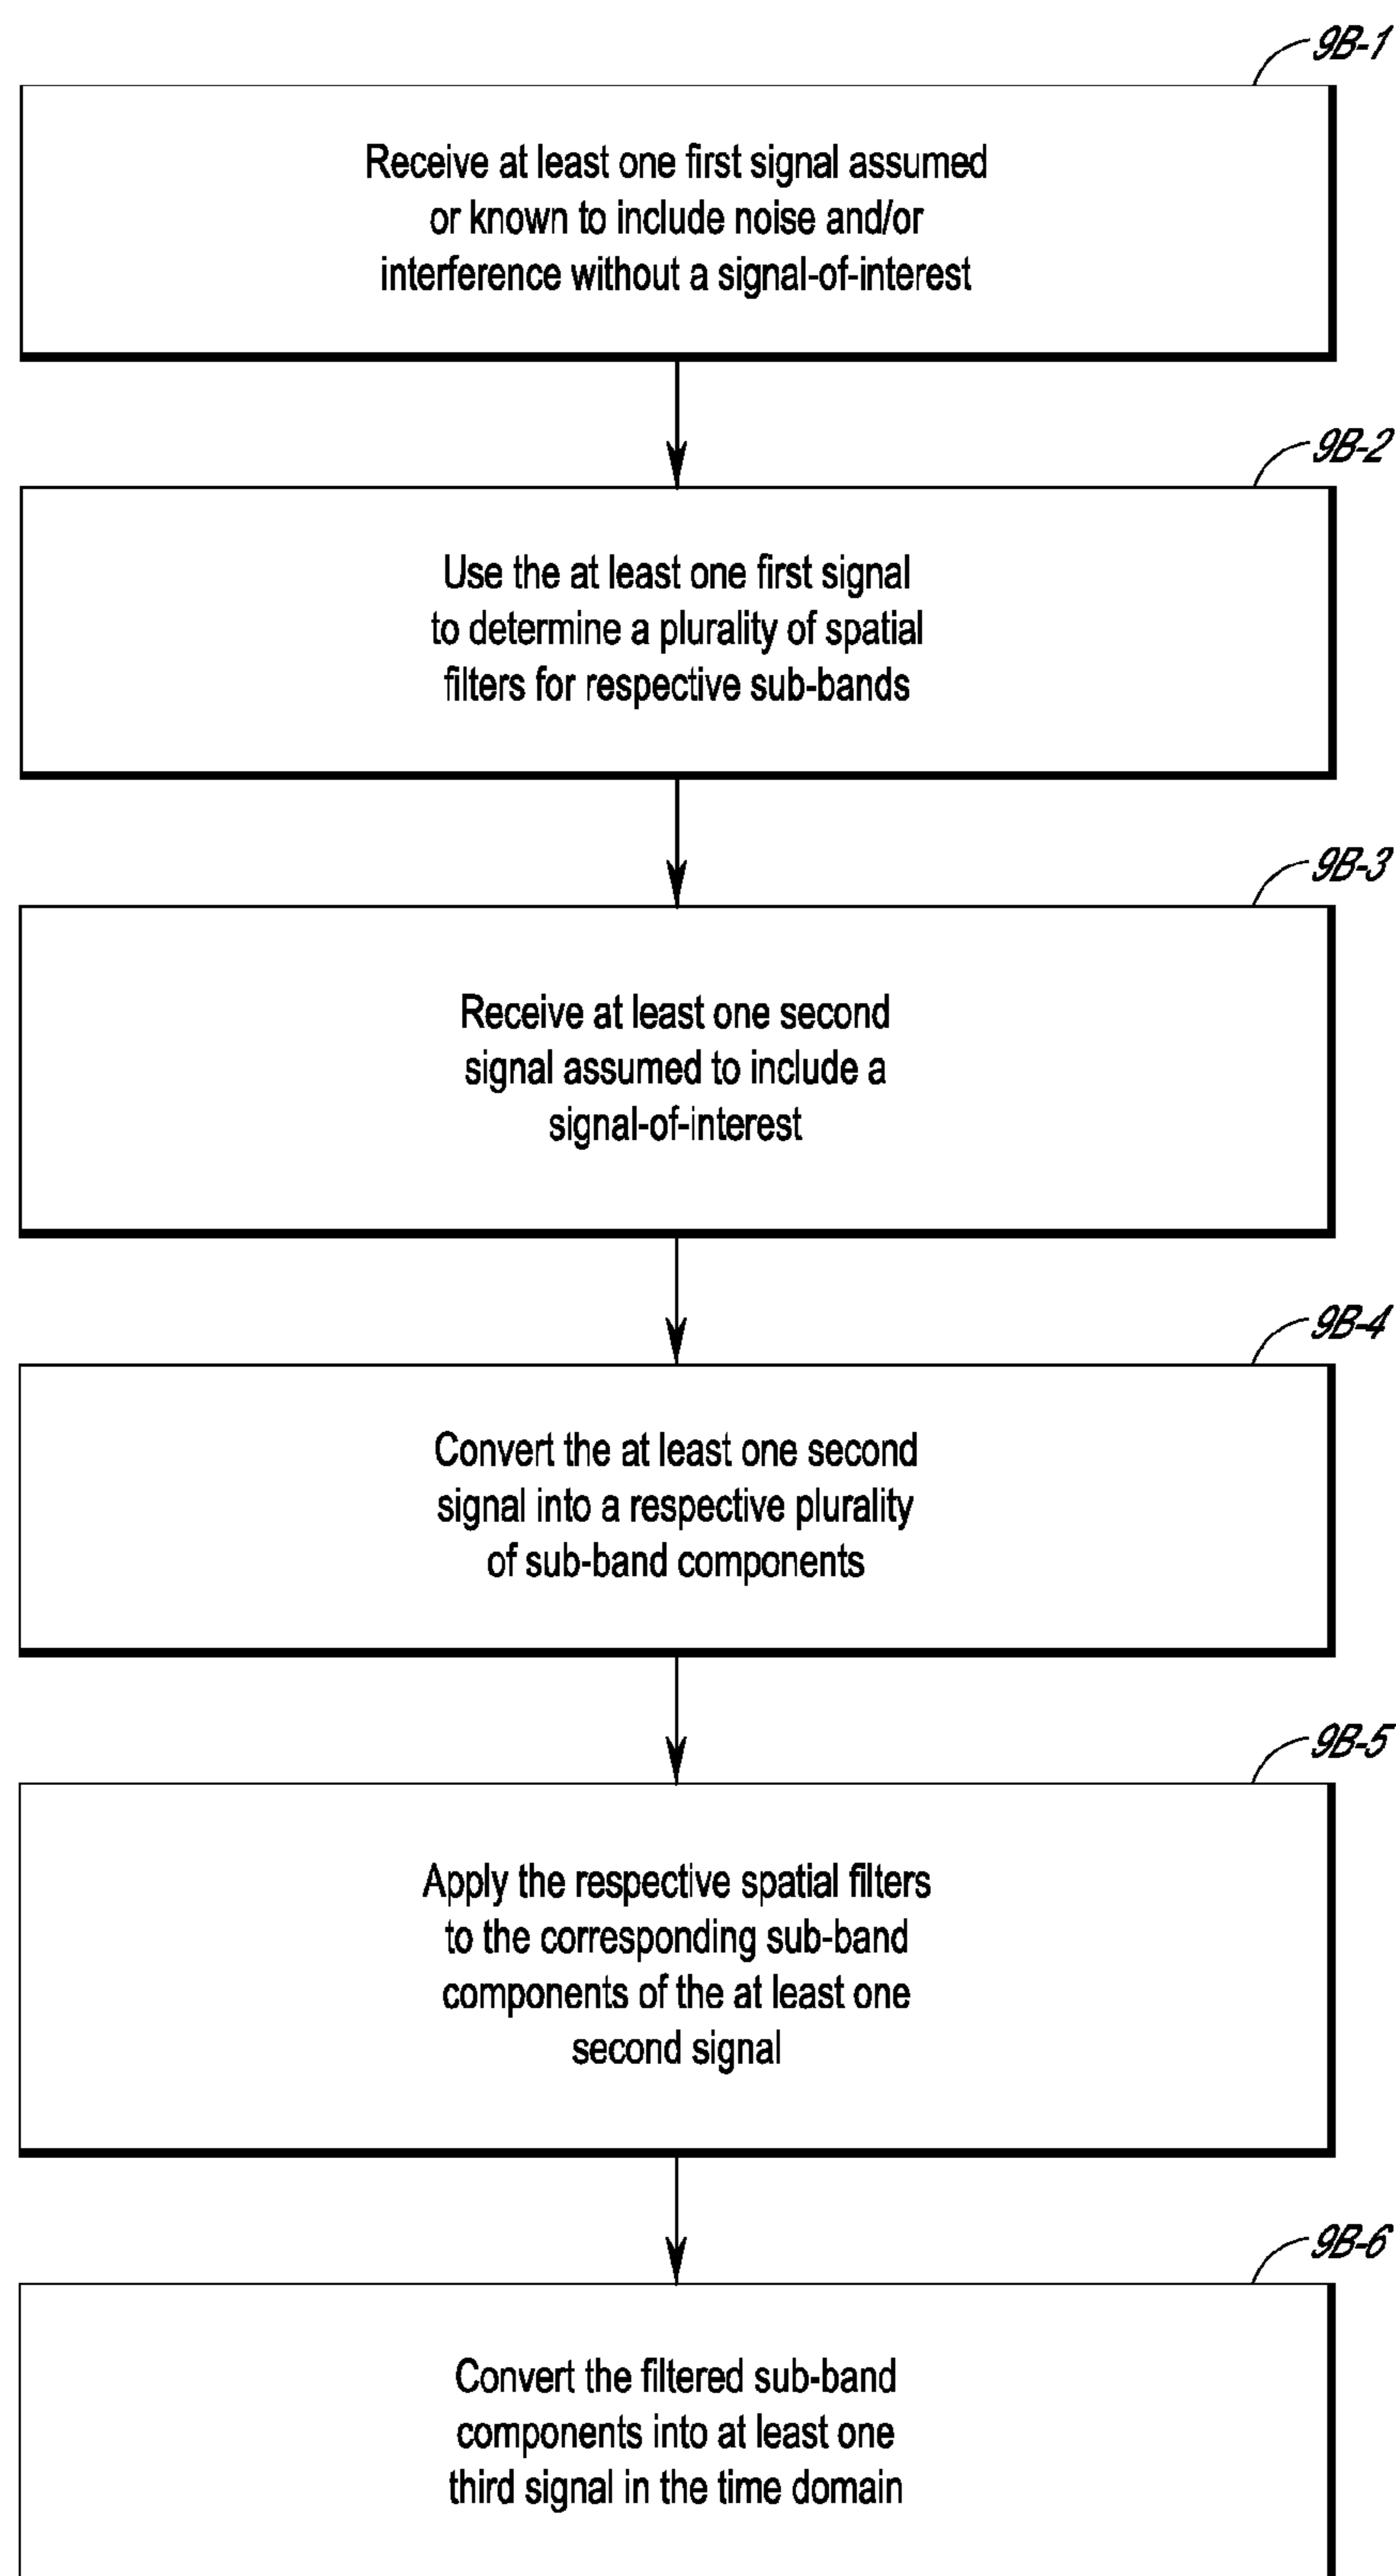 9B-1
Receive at least one first signal assumed
or known to include noise and/or
interference without a signal-of-interest
9B-2
Use the at least one first signal
to determine a plurality of spatial
filters for respective sub-bands
9B-3
Receive at least one second
signal assumed to include a
signal-of-interest
9B-4
Convert the at least one second
signal into a respective plurality
of sub-band components
9B-5
Apply the respective spatial filters
to the corresponding sub-band
components of the at least one
second signal
9B-6
Convert the filtered sub-band
components into at least one
third signal in the time domain